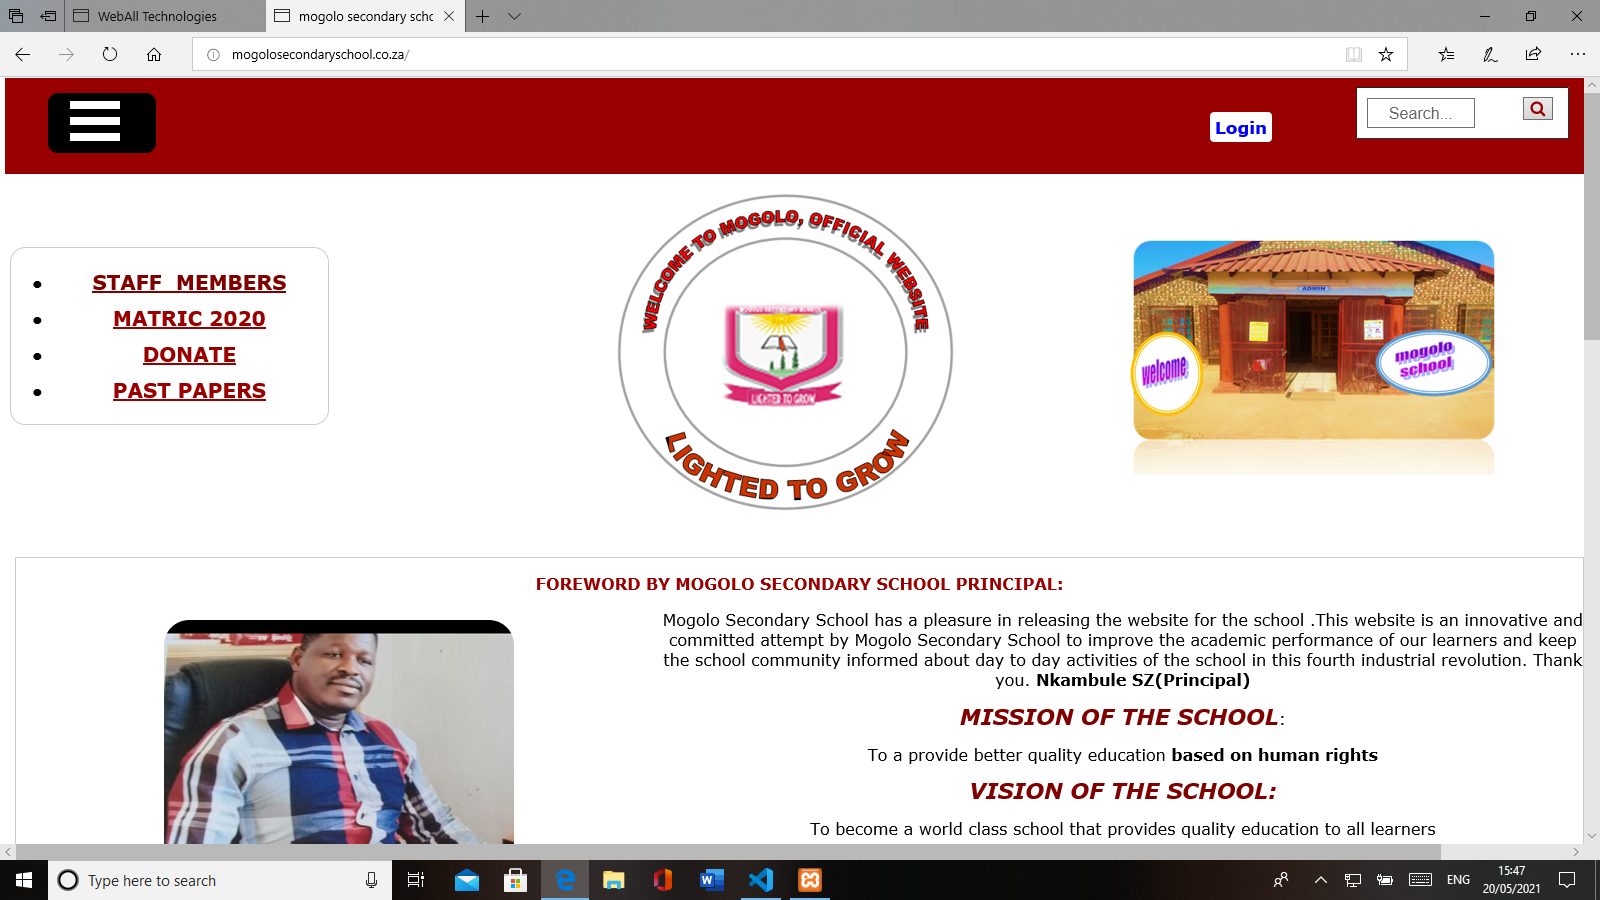 WebAll Technologies
mogolo secondary scho
mogolosecondaryschool.co.za/
Login
Search...
STAFF MEMBERS
MATRIC 2020
DONATE
PAST PAPERS
WELCOME TO MOGOLO, OFFICIAL WEBSITE
LIGHTED TO GROW
LIGHTED TO GROW
ADMIN
welcome
mogolo
school
FOREWORD BY MOGOLO SECONDARY SCHOOL PRINCIPAL:
Mogolo Secondary School has a pleasure in releasing the website for the school .This website is an innovative and
committed attempt by Mogolo Secondary School to improve the academic performance of our learners and keep
the school community informed about day to day activities of the school in this fourth industrial revolution. Thank
you. Nkambule SZ(Principal)
MISSION OF THE SCHOOL:
To a provide better quality education based on human rights
VISION OF THE SCHOOL:
To become a world class school that provides quality education to all learners
Type here to search
ENG
15:47
20/05/2021